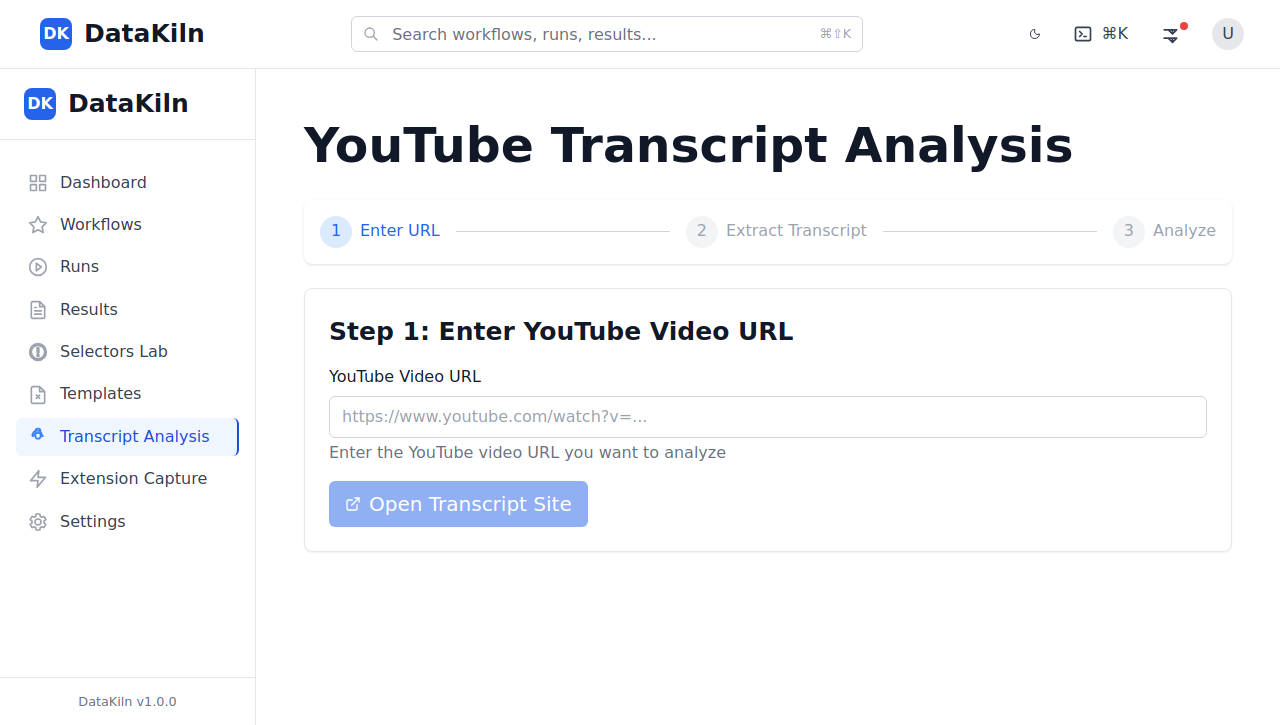 DK DataKiln
Search workflows, runs, results... ⌘⇧K
⌘K
U
DK DataKiln
Dashboard
Workflows
Runs
Results
Selectors Lab
Templates
Transcript Analysis
Extension Capture
Settings
DataKiln v1.0.0
YouTube Transcript Analysis
1 Enter URL
2 Extract Transcript
3 Analyze
Step 1: Enter YouTube Video URL
YouTube Video URL
https://www.youtube.com/watch?v=...
Enter the YouTube video URL you want to analyze
Open Transcript Site